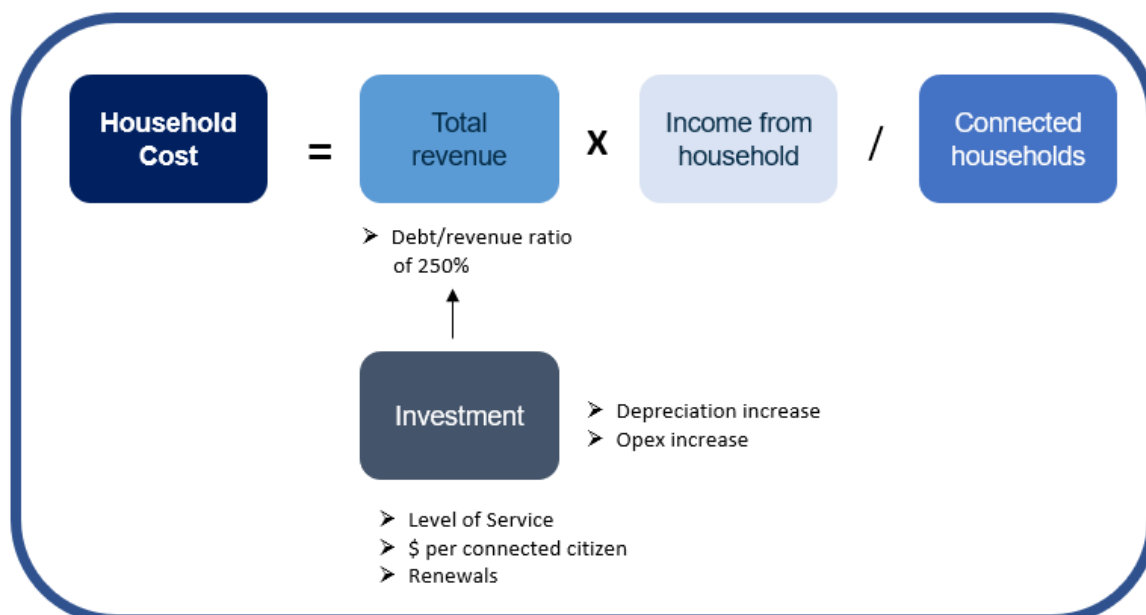 Household
Cost
=
Total
revenue
x
Income from
household
/
Connected
households
➤ Debt/revenue ratio
of 250%
Investment
➤ Depreciation increase
➤ Opex increase
➤ Level of Service
➤ $ per connected citizen
➤ Renewals